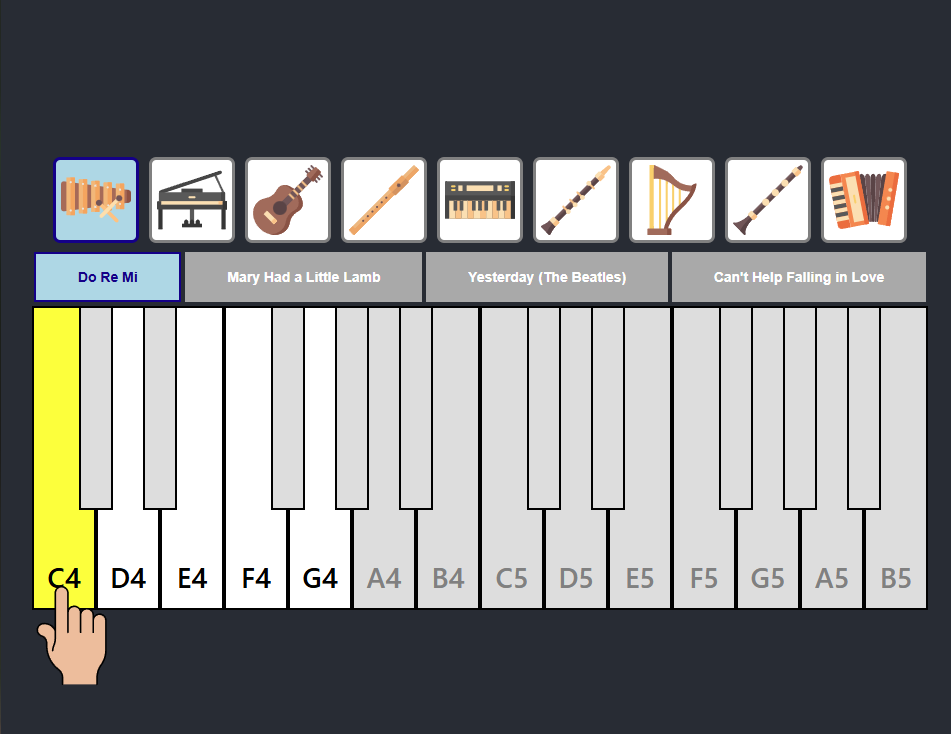 Do Re Mi Mary Had a Little Lamb Yesterday (The Beatles) Can't Help Falling in Love
C4 D4 E4 F4 G4 A4 B4 C5 D5 E5 F5 G5 A5 B5